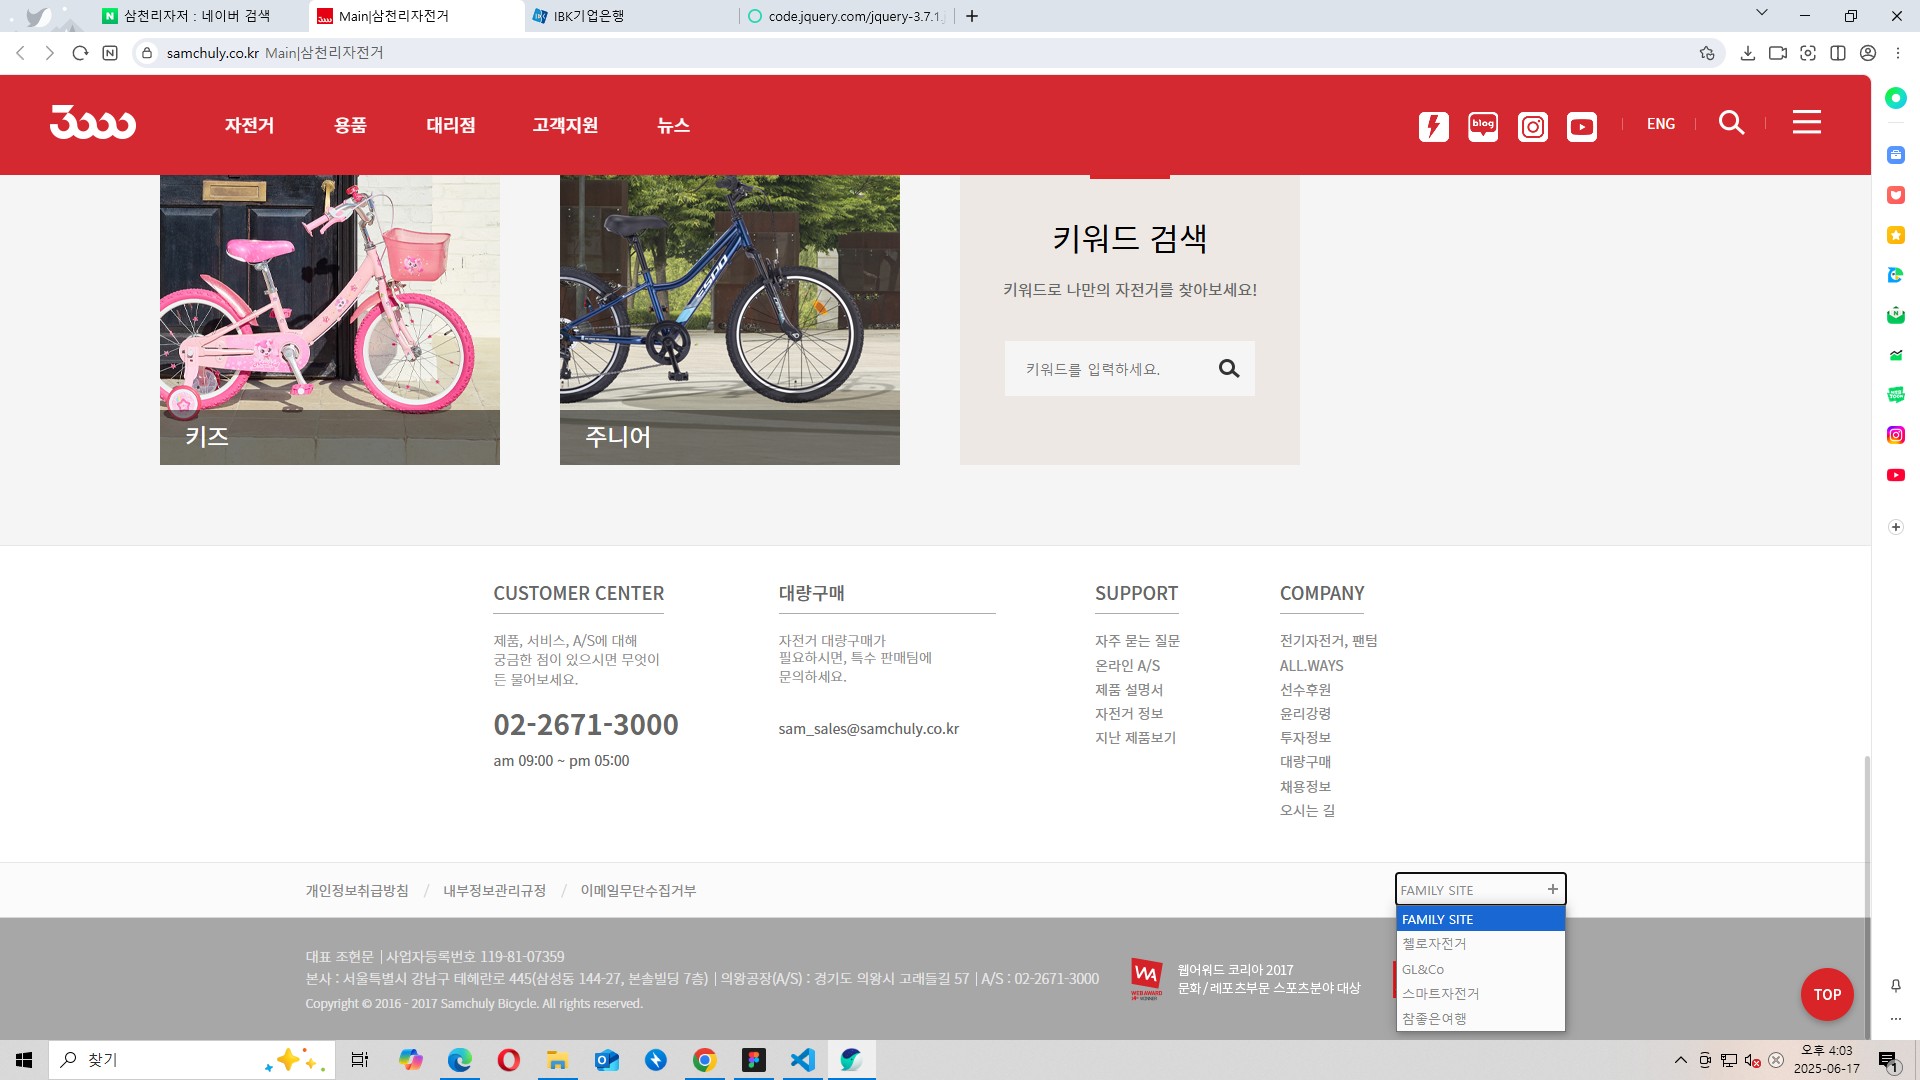 삼천리자저 : 네이버 검색
Main|삼천리자전거
IBK기업은행
code.jquery.com/jquery-3.7.1.j
samchuly.co.kr Main|삼천리자전거
3000
자전거
용품
대리점
고객지원
뉴스
blog
ENG
ESPO
키즈
주니어
키워드 검색
키워드로 나만의 자전거를 찾아보세요!
키워드를 입력하세요.
CUSTOMER CENTER
제품, 서비스, A/S에 대해
궁금한 점이 있으시면 무엇이
든 물어보세요.
02-2671-3000
am 09:00 ~ pm 05:00
대량구매
자전거 대량구매가
필요하시면, 특수 판매팀에
문의하세요.
sam_sales@samchuly.co.kr
SUPPORT
자주 묻는 질문
온라인 A/S
제품 설명서
자전거 정보
지난 제품보기
COMPANY
전기자전거, 팬텀
ALL.WAYS
선수후원
윤리강령
투자정보
대량구매
채용정보
오시는 길
개인정보취급방침 / 내부정보관리규정 / 이메일무단수집거부
FAMILY SITE
FAMILY SITE
첼로자전거
GL&Co
스마트자전거
참좋은여행
대표 조현문 | 사업자등록번호 119-81-07359
본사 : 서울특별시 강남구 테헤란로 445(삼성동 144-27, 본솔빌딩 7층) | 의왕공장(A/S) : 경기도 의왕시 고래들길 57 | A/S : 02-2671-3000
Copyright © 2016 - 2017 Samchuly Bicycle. All rights reserved.
WA
웹어워드 코리아 2017
문화 / 레포츠부문 스포츠분야 대상
TOP
찾기
오후 4:03
2025-06-17
1